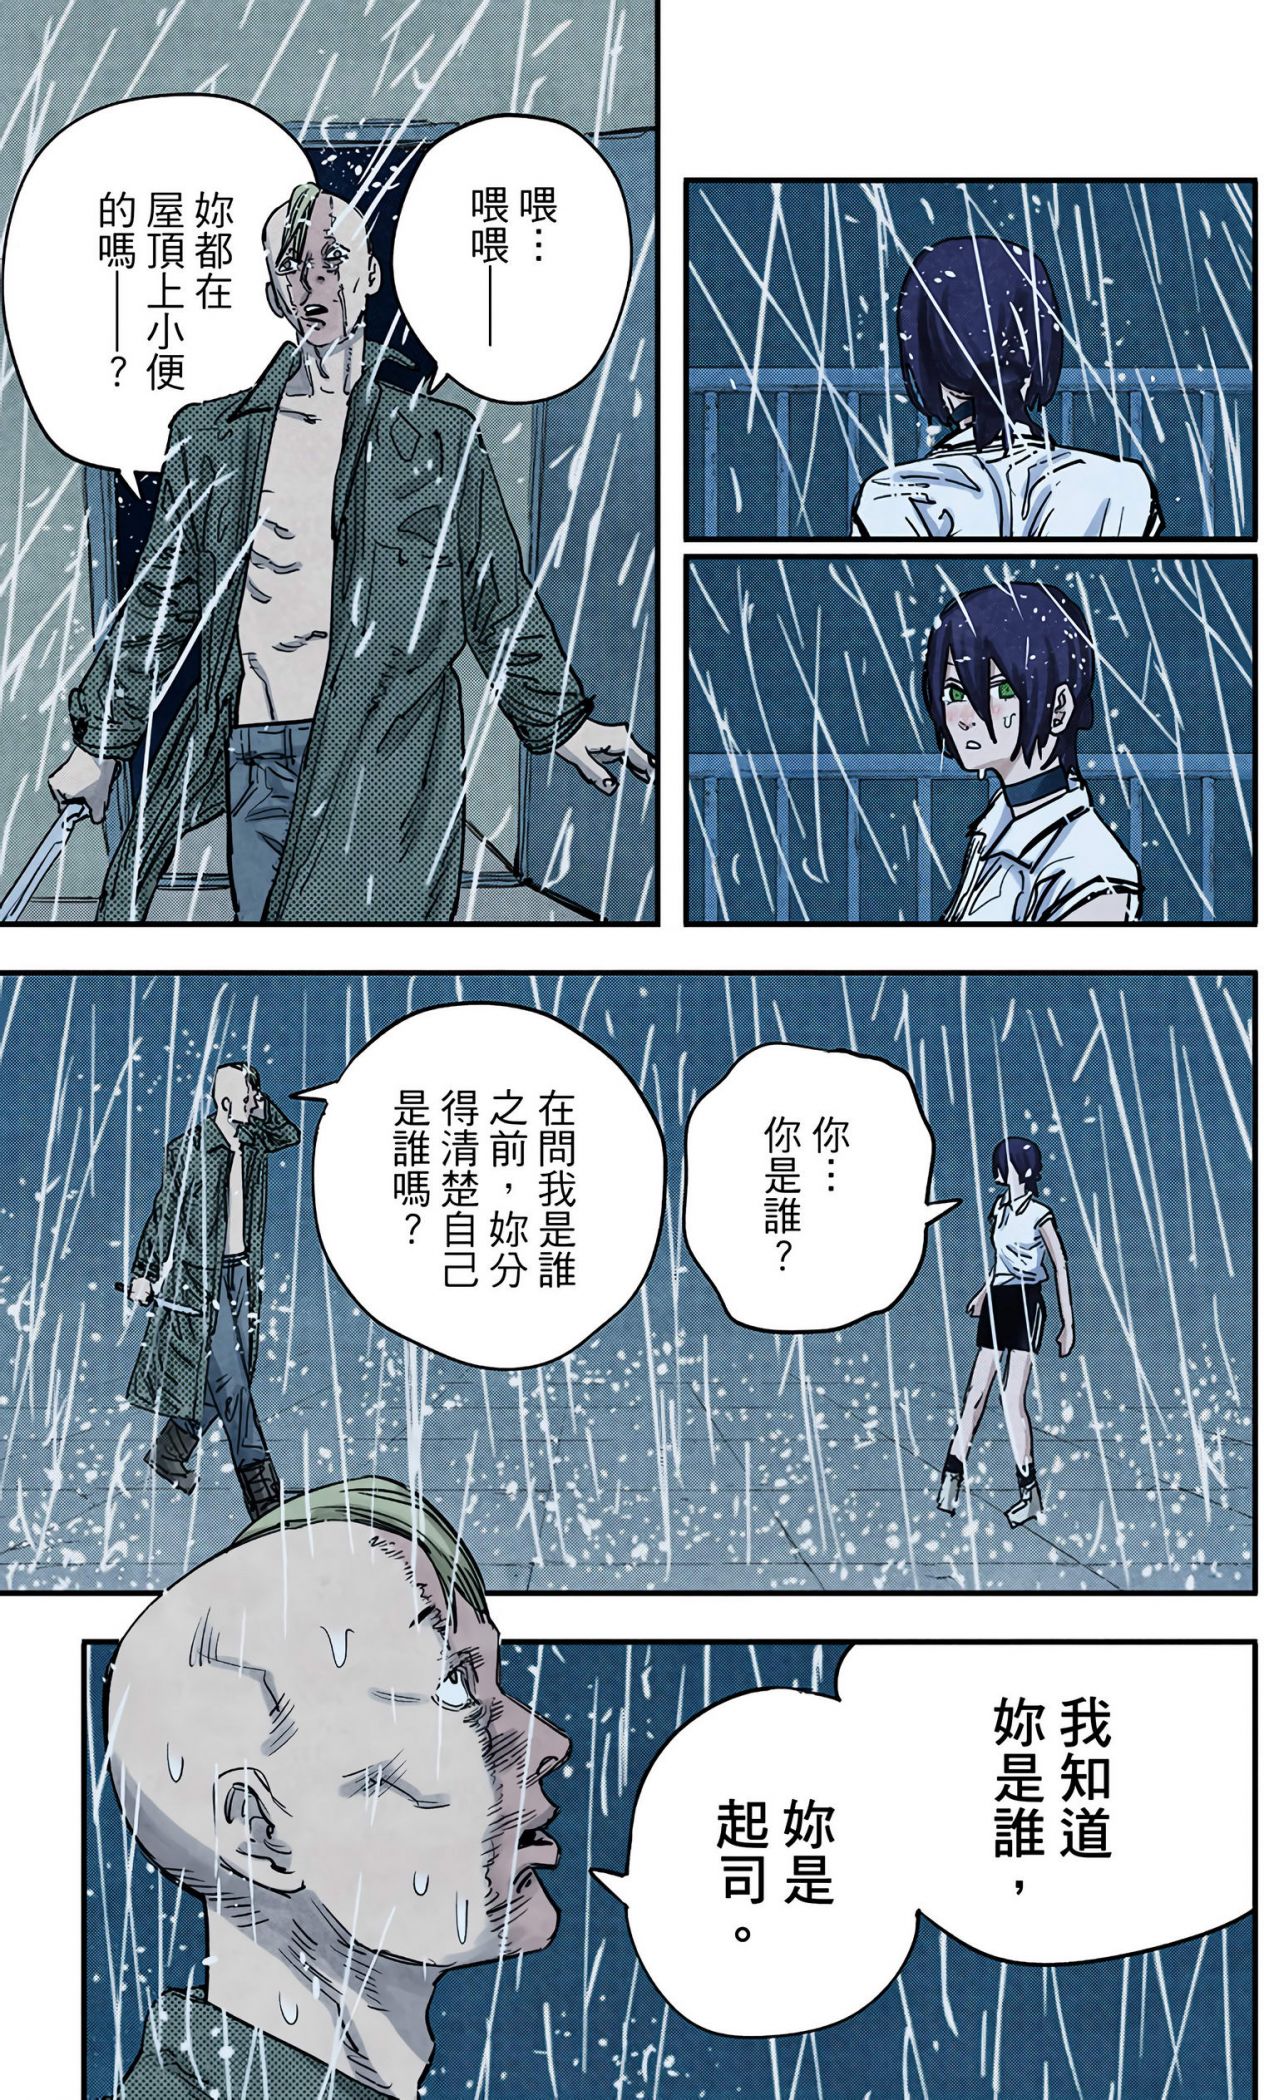 喂…
喂喂——
妳都在
屋頂上小便
的嗎——？
你…
你是誰？
在問我是誰
之前，妳分
得清楚自己
是誰嗎？
我知道
妳是誰，
妳是
起司。